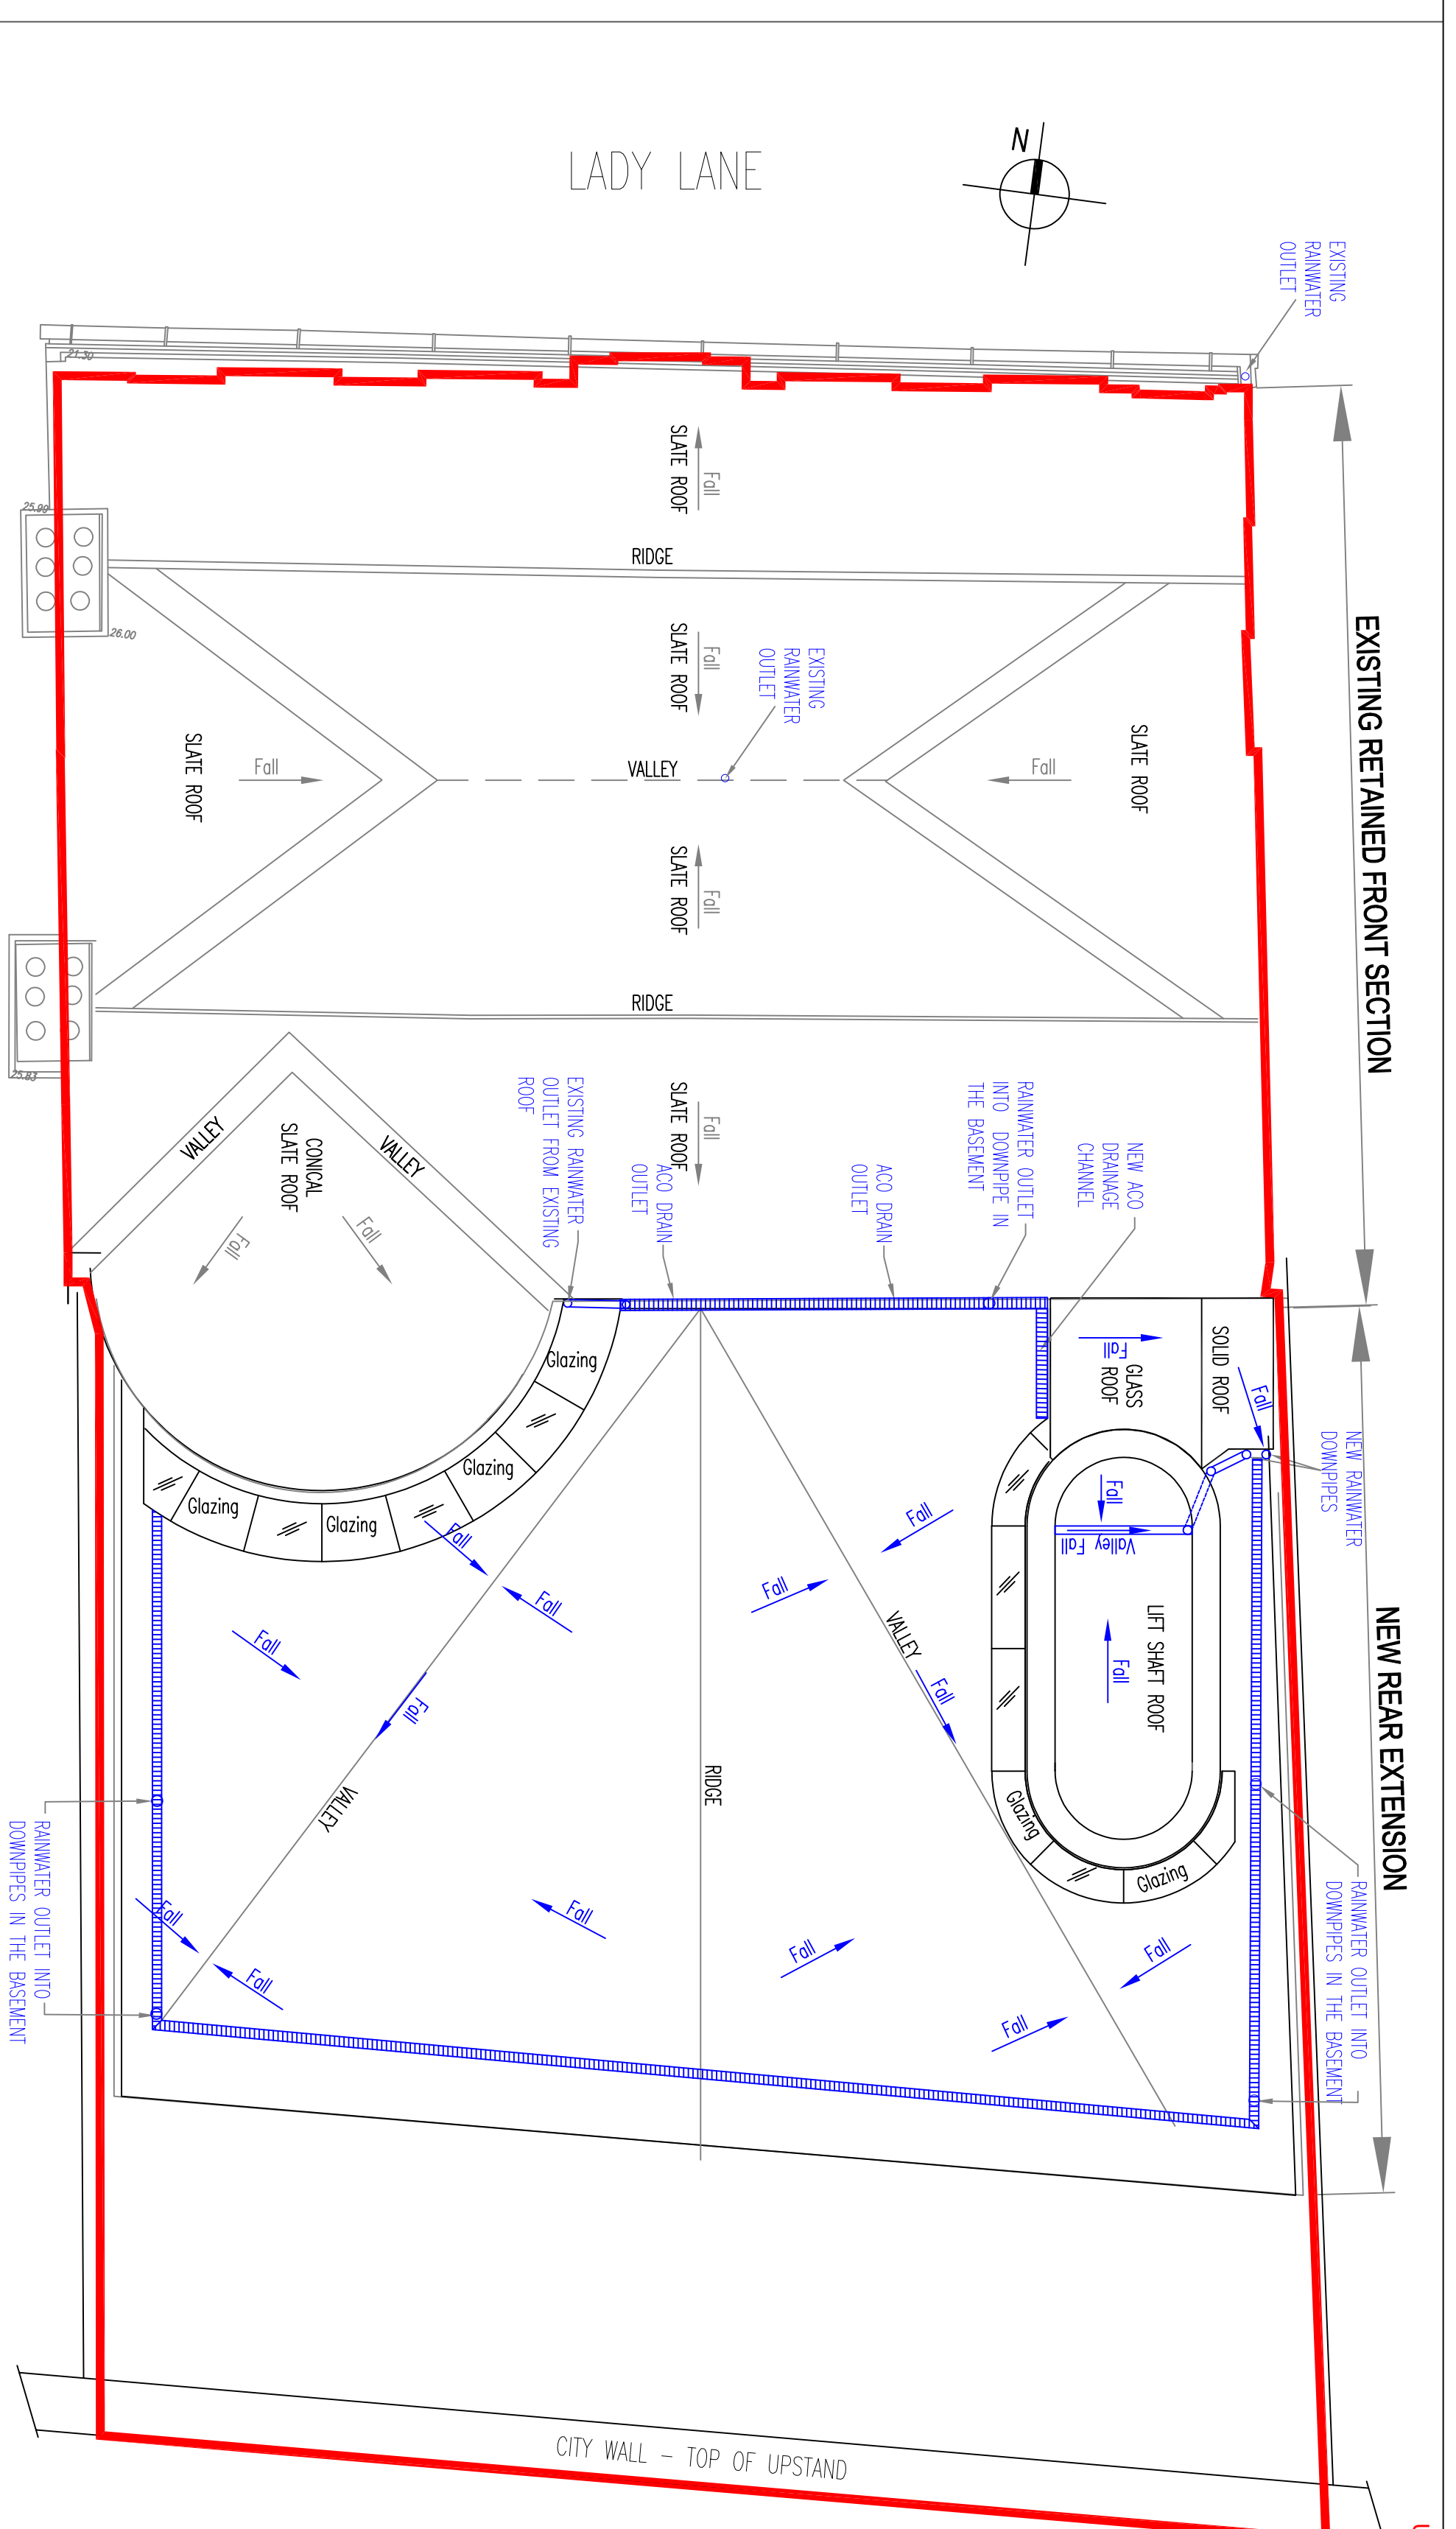 LADY LANE
N
EXISTING
RAINWATER
OUTLET
EXISTING RETAINED FRONT SECTION
21.30
SLATE ROOF
Fall
25.99
26.00
RIDGE
SLATE ROOF
Fall
EXISTING
RAINWATER
OUTLET
SLATE ROOF
Fall
VALLEY
SLATE ROOF
Fall
SLATE ROOF
Fall
25.83
RIDGE
VALLEY
VALLEY
CONICAL
SLATE ROOF
Fall
Fall
EXISTING RAINWATER
OUTLET FROM EXISTING
ROOF
SLATE ROOF
Fall
ACO DRAIN
OUTLET
ACO DRAIN
OUTLET
RAINWATER OUTLET
INTO DOWNPIPE IN
THE BASEMENT
NEW ACO
DRAINAGE
CHANNEL
NEW REAR EXTENSION
SOLID ROOF
Fall
GLASS
ROOF
Fall
NEW RAINWATER
DOWNPIPES
Glazing
Glazing
Glazing
Glazing
Fall
Valley Fall
LIFT SHAFT ROOF
Fall
Glazing
Glazing
Fall
Fall
Fall
Fall
Fall
VALLEY
Fall
Fall
VALLEY
RIDGE
Fall
Fall
Fall
Fall
Fall
Fall
RAINWATER OUTLET INTO
DOWNPIPES IN THE BASEMENT
RAINWATER OUTLET INTO
DOWNPIPES IN THE BASEMENT
CITY WALL - TOP OF UPSTAND